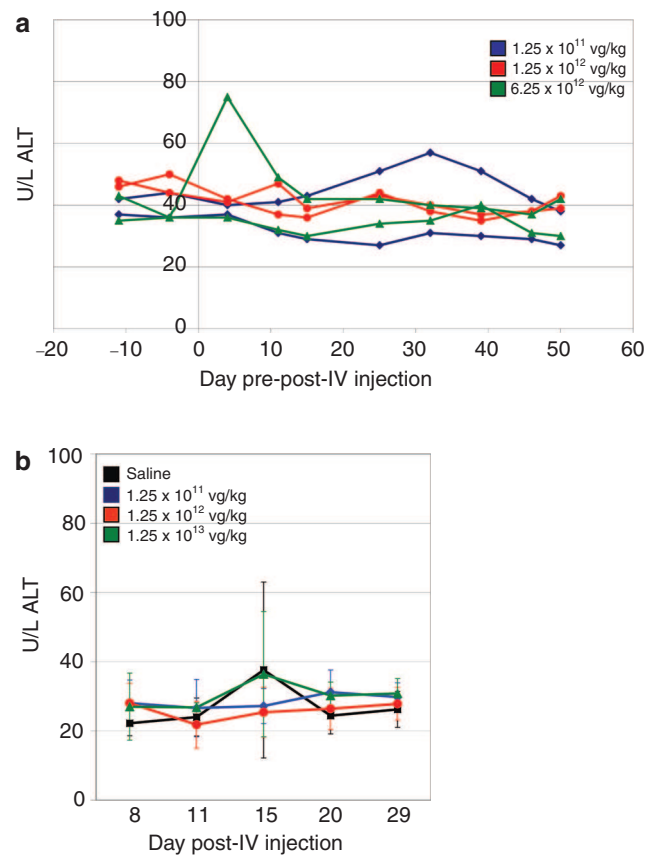 a
100
80
60
40
20
0
U/L ALT
1.25 x 10¹¹ vg/kg
1.25 x 10¹² vg/kg
6.25 x 10¹² vg/kg
–20 –10 0 10 20 30 40 50 60
Day pre-post-IV injection
b
100
80
60
40
20
0
U/L ALT
Saline
1.25 x 10¹¹ vg/kg
1.25 x 10¹² vg/kg
1.25 x 10¹³ vg/kg
8 11 15 20 29
Day post-IV injection